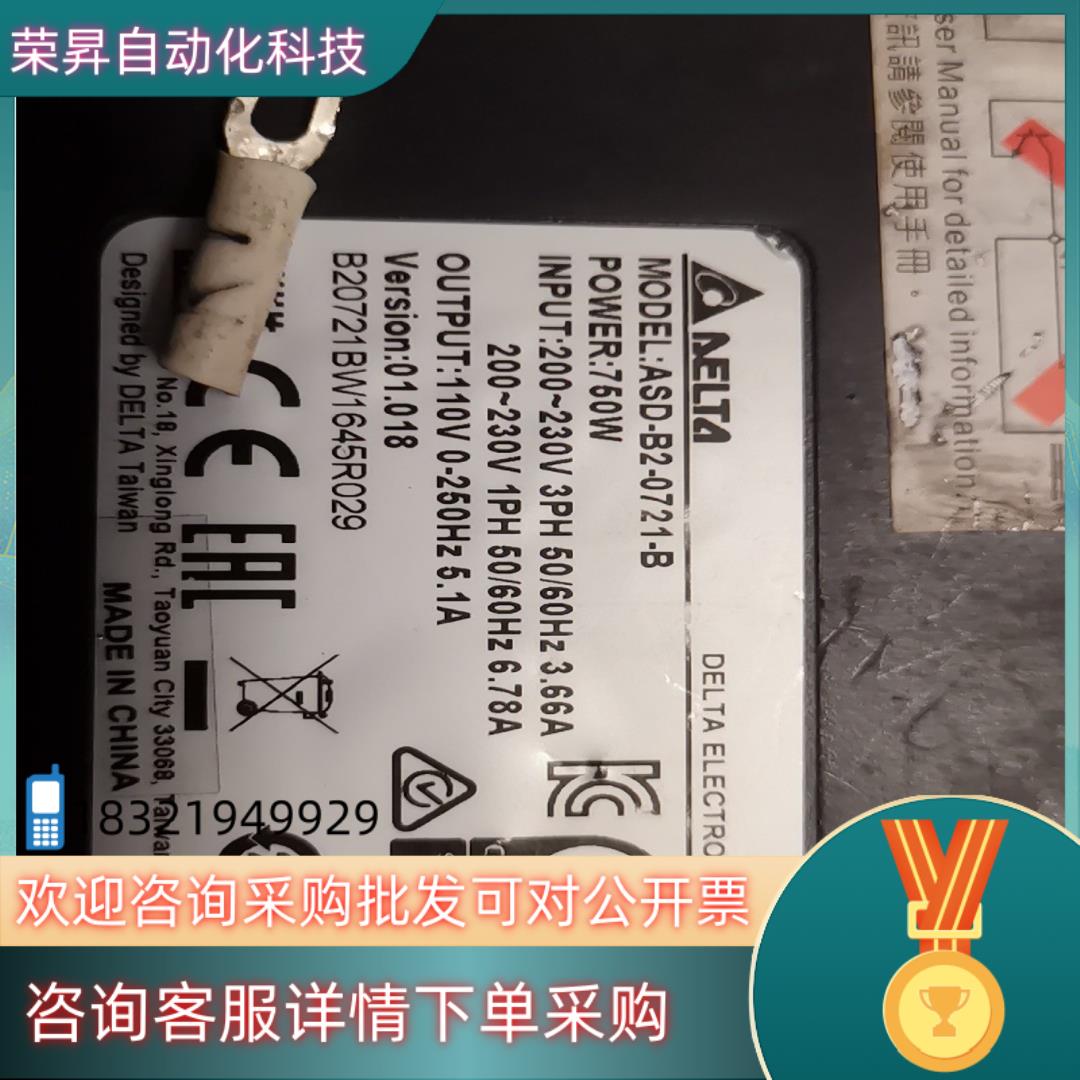 荣昇自动化科技
ser Manual for detailed information.
訊請參閱使用手冊。
DELTA
DELTA ELECTRO
MODEL:ASD-B2-0721-B
POWER:750W
INPUT:200~230V 3PH 50/60Hz 3.66A
200~230V 1PH 50/60Hz 6.78A
OUTPUT:110V 0-250Hz 5.1A
Version:01.018
B20721BW1645R029
CE
EAC
No.18, Xinglong Rd., Taoyuan City 33068, Taiwan
Designed by DELTA Taiwan
MADE IN CHINA
18321949929
欢迎咨询采购批发可对公开票
咨询客服详情下单采购